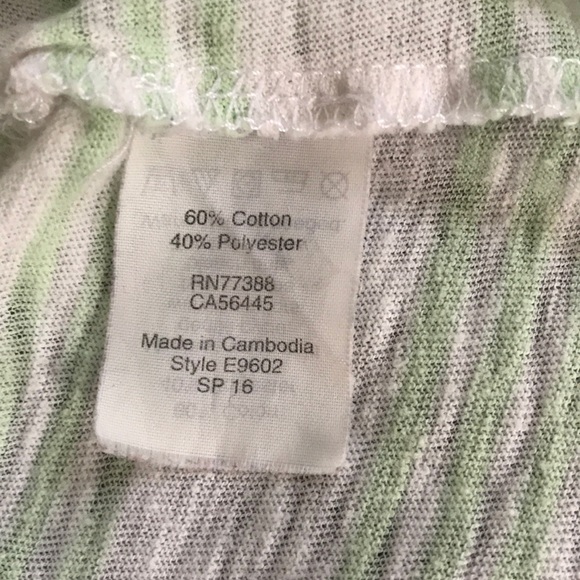 60% Cotton
40% Polyester
RN77388
CA56445
Made in Cambodia
Style E9602
SP 16